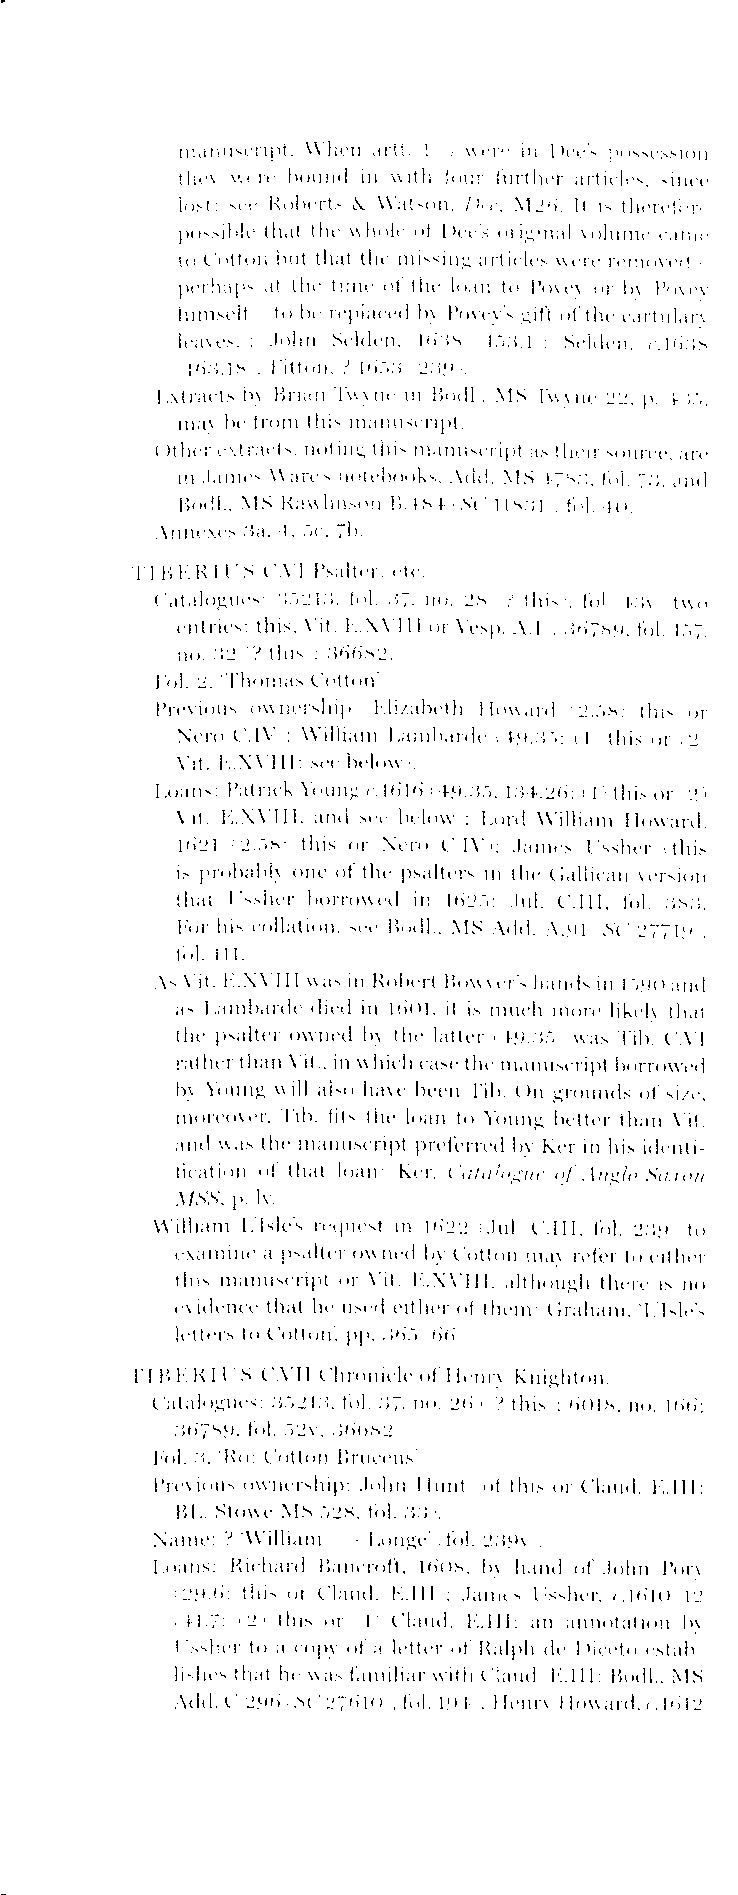 manuscript. When artt. 1– were in Dee's possession
they were bound in with four further articles, since
lost: see Roberts & Watson, Dee, M26. It is therefore
possible that the whole of Dee's original volume came
to Cotton but that the missing articles were removed –
perhaps at the time of the loan to Povey or by Povey
himself – to be replaced by Povey's gift of the cartulary
leaves.); John Selden, 1638 (453.1); Selden, c.1638
(463.18); Fitton, ? 1653 (239).
Extracts by Brian Twyne in Bodl., MS Twyne 22, p. 435,
may be from this manuscript.
Other extracts, noting this manuscript as their source, are
in James Ware's notebooks, Add. MS 4783, fol. 73, and
Bodl., MS Rawlinson B.484 (SC 11831), fol. 40.
Annexes 3a, 4, 5c, 7b.
TIBERIUS C.VI Psalter, etc.
Catalogues: 35213, fol. 37, no. 28 (? this), fol. 43v (two
entries: this, Vit. E.XVIII or Vesp. A.I); 36789, fol. 157,
no. 32 (? this); 36682.
Fol. 2, 'Thomas Cotton'
Previous ownership: Elizabeth Howard (2.58: this or
Nero C.IV); William Lambarde (49.35: (1) this or (2)
Vit. E.XVIII: see below).
Loans: Patrick Young c.1616 (49.35, 134.26: (1) this or (2)
Vit. E.XVIII, and see below); Lord William Howard,
1621 (2.58: this or Nero C.IV); James Ussher (this
is probably one of the psalters in the Gallican version
that Ussher borrowed in 1625: Jul. C.III, fol. 383.
For his collation, see Bodl., MS Add. A.91 (SC 27719),
fol. 111.
As Vit. E.XVIII was in Robert Bowyer's hands in 1590 and
as Lambarde died in 1601, it is much more likely that
the psalter owned by the latter (49.35) was Tib. C.VI
rather than Vit., in which case the manuscript borrowed
by Young will also have been Tib. On grounds of size,
moreover, Tib. fits the loan to Young better than Vit.
and was the manuscript preferred by Ker in his identi-
fication of that loan: Ker, Catalogue of Anglo-Saxon
MSS, p. lv.
William L'Isle's request in 1622 (Jul. C.III, fol. 239) to
examine a psalter owned by Cotton may refer to either
this manuscript or Vit. E.XVIII, although there is no
evidence that he used either of them: Graham, 'L'Isle's
letters to Cotton', pp. 365–66.
TIBERIUS C.VII Chronicle of Henry Knighton.
Catalogues: 35213, fol. 37, no. 26 (? this); 6018, no. 166;
36789, fol. 52v; 36682.
Fol. 3, 'Ro: Cotton Bruceus'
Previous ownership: John Hunt (of this or Claud. E.III:
BL, Stowe MS 528, fol. 33).
Name: ? 'William – – Longe' (fol. 239v).
Loans: Richard Bancroft, 1608, by hand of John Pory
(29.6: this or Claud. E.III); James Ussher, c.1610–12
(41.7: (2) this or (1) Claud. E.III; an annotation by
Ussher to a copy of a letter of Ralph de Diceto estab-
lishes that he was familiar with Claud. E.III: Bodl., MS
Add. C.296 (SC 27610), fol. 194); Henry Howard, c.1612